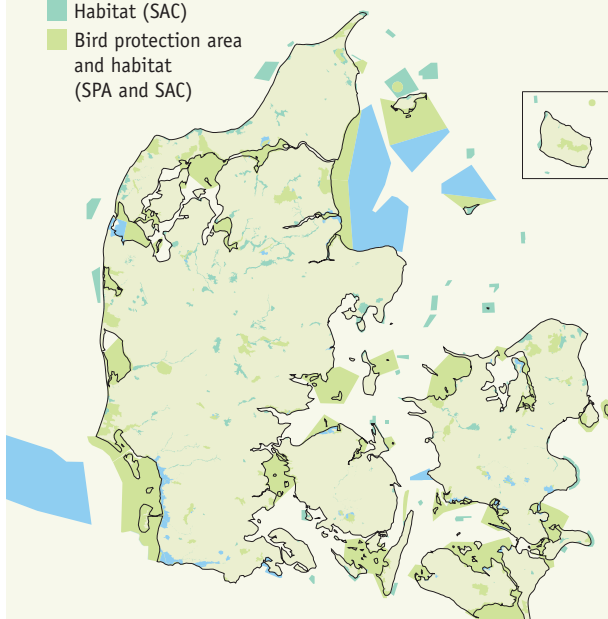 Habitat (SAC)
Bird protection area
and habitat
(SPA and SAC)